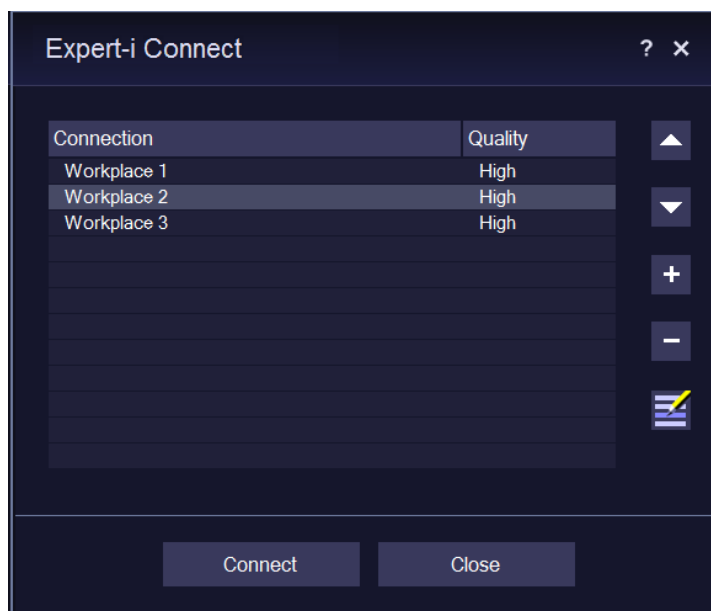 Expert-i Connect ? ×
Connection Quality
Workplace 1 High
Workplace 2 High
Workplace 3 High
+
−
Connect Close